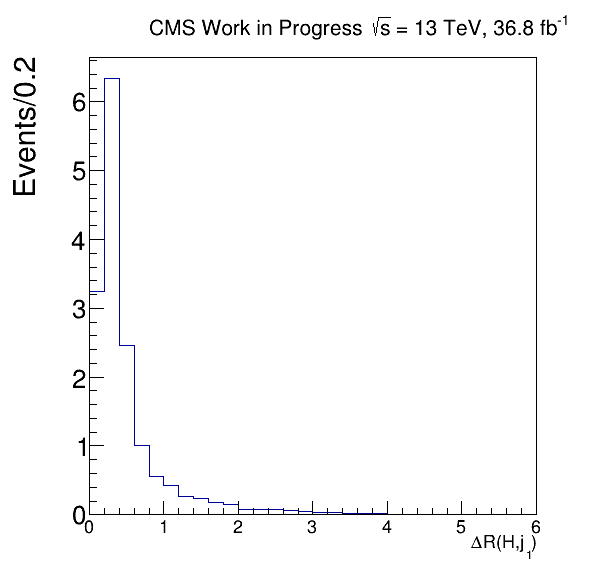 CMS Work in Progress √s = 13 TeV, 36.8 fb⁻¹
Events/0.2
6
5
4
3
2
1
0
0 1 2 3 4 5 6
ΔR(H,j₁)